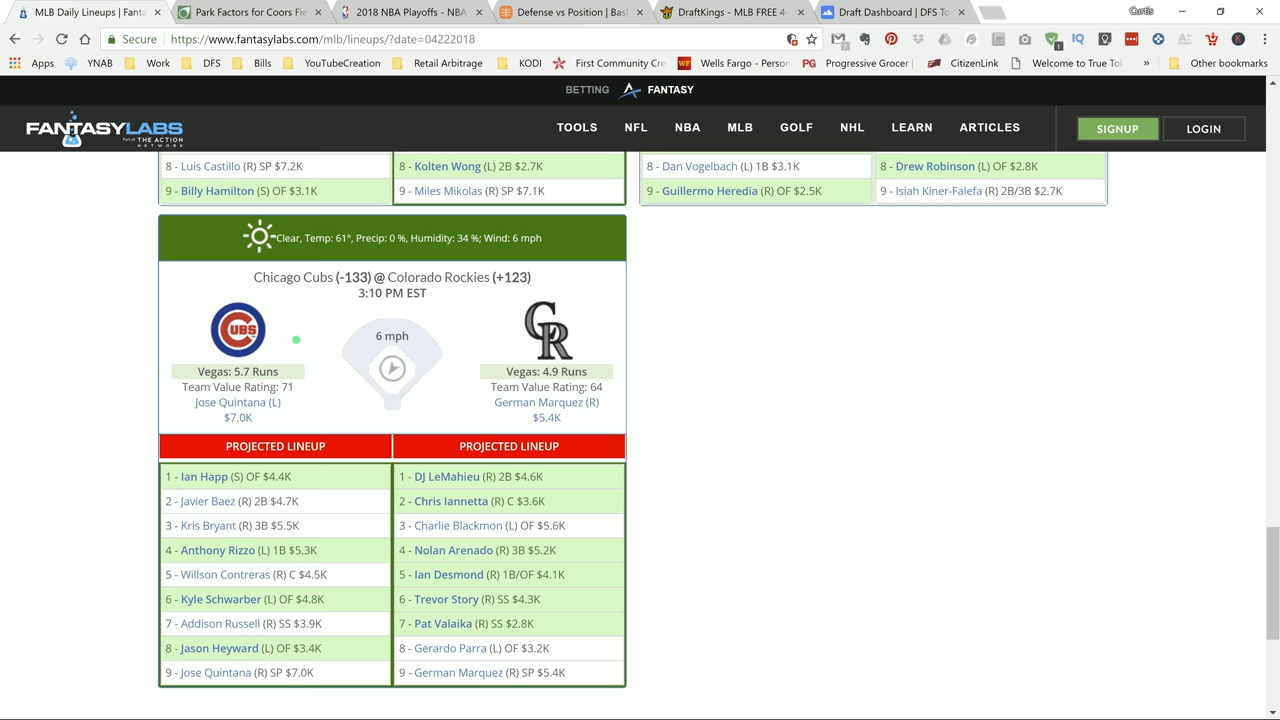 MLB Daily Lineups | Fanta
Park Factors for Coors Fie
2018 NBA Playoffs - NBA
Defense vs Position | Bas
DraftKings - MLB FREE 4
Draft Dashboard | DFS To
Curtis
Secure https://www.fantasylabs.com/mlb/lineups/?date=04222018
Apps YNAB Work DFS Bills YouTubeCreation Retail Arbitrage KODI First Community Cre Wells Fargo - Person Progressive Grocer | CitizenLink Welcome to True To » Other bookmarks
BETTING FANTASY
FANTASYLABS
THE ACTION
NETWORK
TOOLS NFL NBA MLB GOLF NHL LEARN ARTICLES SIGNUP LOGIN
8 - Luis Castillo (R) SP $7.2K
8 - Kolten Wong (L) 2B $2.7K
8 - Dan Vogelbach (L) 1B $3.1K
8 - Drew Robinson (L) OF $2.8K
9 - Billy Hamilton (S) OF $3.1K
9 - Miles Mikolas (R) SP $7.1K
9 - Guillermo Heredia (R) OF $2.5K
9 - Isiah Kiner-Falefa (R) 2B/3B $2.7K
Clear, Temp: 61°, Precip: 0 %, Humidity: 34 %; Wind: 6 mph
Chicago Cubs (-133) @ Colorado Rockies (+123)
3:10 PM EST
CUBS
6 mph
CR
Vegas: 5.7 Runs
Team Value Rating: 71
Jose Quintana (L)
$7.0K
Vegas: 4.9 Runs
Team Value Rating: 64
German Marquez (R)
$5.4K
PROJECTED LINEUP
PROJECTED LINEUP
1 - Ian Happ (S) OF $4.4K
1 - DJ LeMahieu (R) 2B $4.6K
2 - Javier Baez (R) 2B $4.7K
2 - Chris Iannetta (R) C $3.6K
3 - Kris Bryant (R) 3B $5.5K
3 - Charlie Blackmon (L) OF $5.6K
4 - Anthony Rizzo (L) 1B $5.3K
4 - Nolan Arenado (R) 3B $5.2K
5 - Willson Contreras (R) C $4.5K
5 - Ian Desmond (R) 1B/OF $4.1K
6 - Kyle Schwarber (L) OF $4.8K
6 - Trevor Story (R) SS $4.3K
7 - Addison Russell (R) SS $3.9K
7 - Pat Valaika (R) SS $2.8K
8 - Jason Heyward (L) OF $3.4K
8 - Gerardo Parra (L) OF $3.2K
9 - Jose Quintana (R) SP $7.0K
9 - German Marquez (R) SP $5.4K